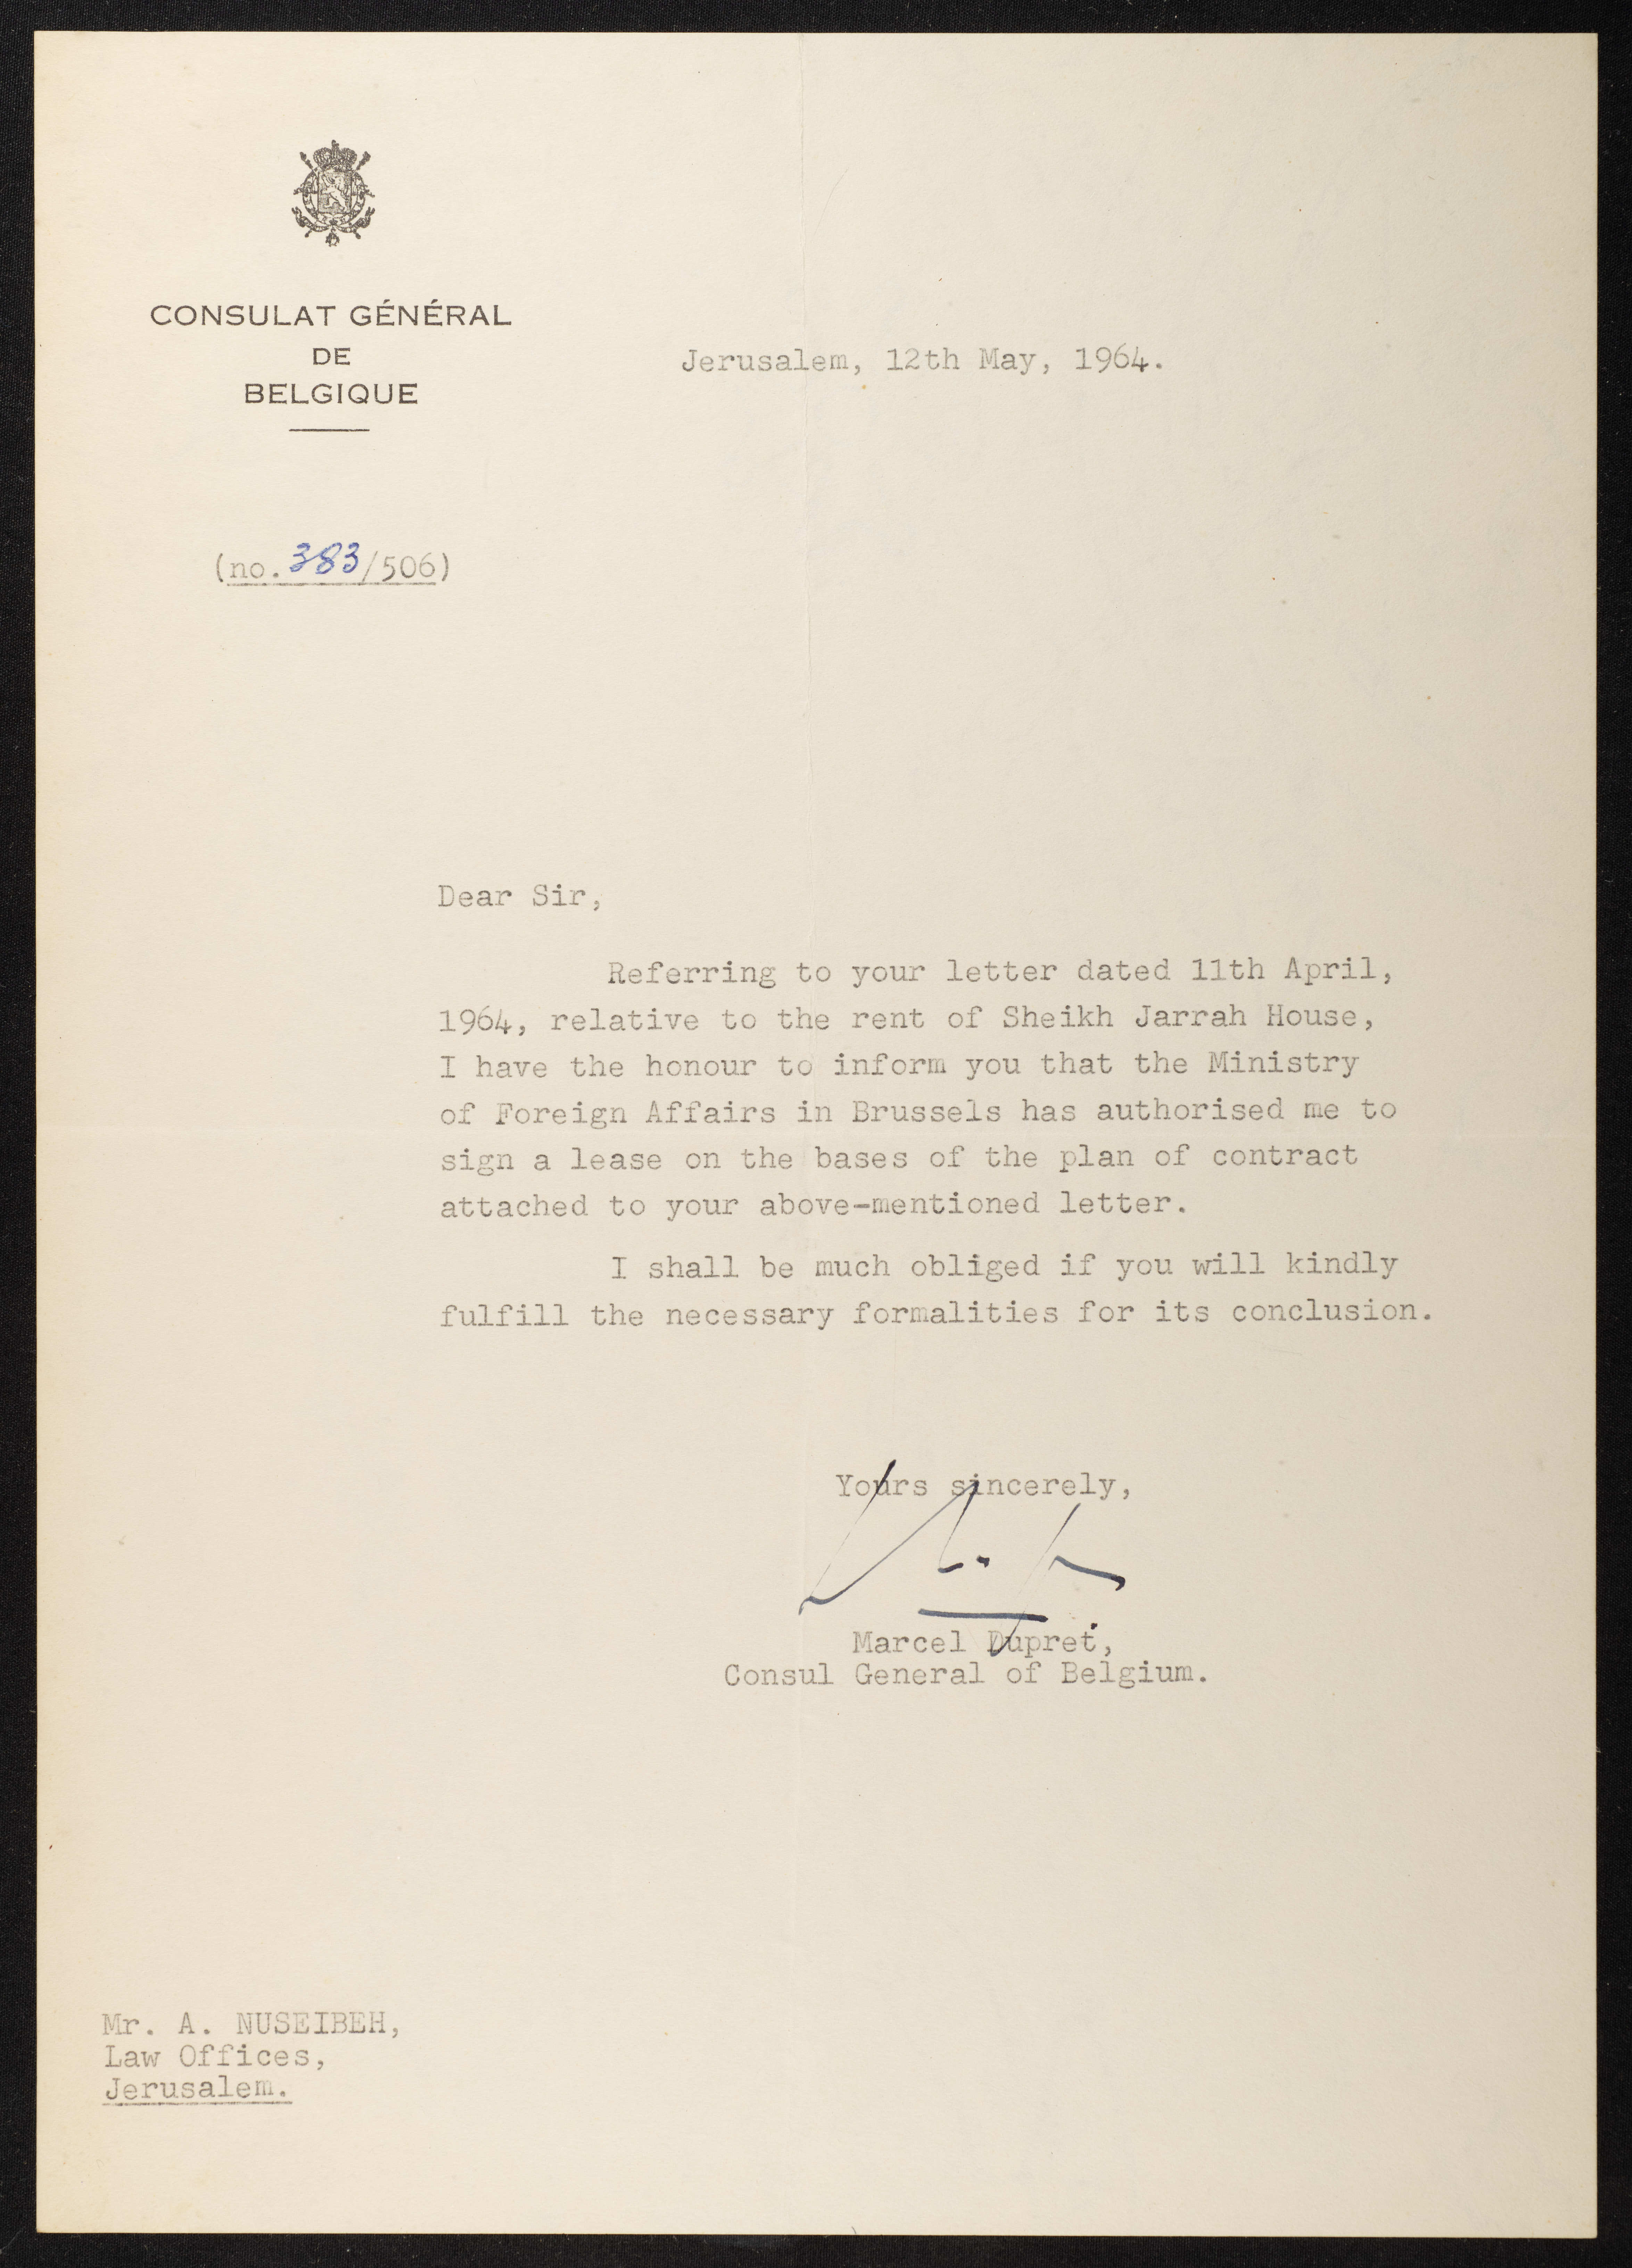 CONSULAT GÉNÉRAL
DE
BELGIQUE
Jerusalem, 12th May, 1964.
(no. 383/506)
Dear Sir,
Referring to your letter dated 11th April,
1964, relative to the rent of Sheikh Jarrah House,
I have the honour to inform you that the Ministry
of Foreign Affairs in Brussels has authorised me to
sign a lease on the bases of the plan of contract
attached to your above-mentioned letter.
I shall be much obliged if you will kindly
fulfill the necessary formalities for its conclusion.
Yours sincerely,
Marcel Dupret,
Consul General of Belgium.
Mr. A. NUSEIBEH,
Law Offices,
Jerusalem.